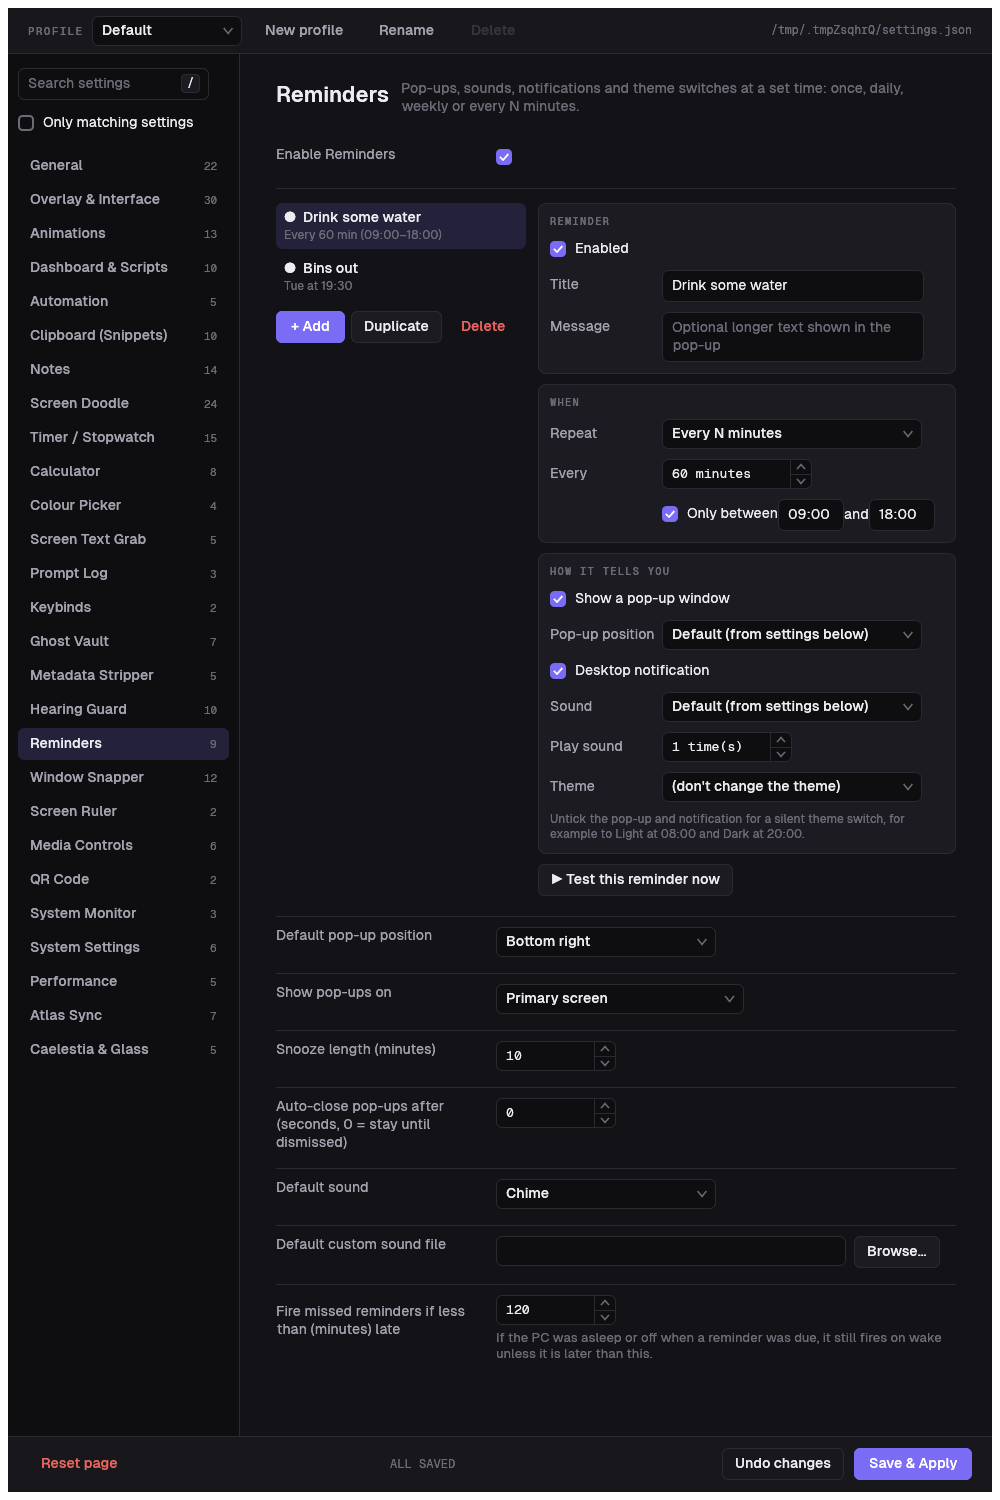 PROFILE Default New profile Rename Delete /tmp/.tmpZsqhrQ/settings.json
Search settings /
Only matching settings
General 22
Overlay & Interface 30
Animations 13
Dashboard & Scripts 10
Automation 5
Clipboard (Snippets) 10
Notes 14
Screen Doodle 24
Timer / Stopwatch 15
Calculator 8
Colour Picker 4
Screen Text Grab 5
Prompt Log 3
Keybinds 2
Ghost Vault 7
Metadata Stripper 5
Hearing Guard 10
Reminders 9
Window Snapper 12
Screen Ruler 2
Media Controls 6
QR Code 2
System Monitor 3
System Settings 6
Performance 5
Atlas Sync 7
Caelestia & Glass 5
Reminders
Pop-ups, sounds, notifications and theme switches at a set time: once, daily,
weekly or every N minutes.
Enable Reminders
Drink some water
Every 60 min (09:00–18:00)
Bins out
Tue at 19:30
+ Add Duplicate Delete
REMINDER
Enabled
Title Drink some water
Message Optional longer text shown in the
pop-up
WHEN
Repeat Every N minutes
Every 60 minutes
Only between 09:00 and 18:00
HOW IT TELLS YOU
Show a pop-up window
Pop-up position Default (from settings below)
Desktop notification
Sound Default (from settings below)
Play sound 1 time(s)
Theme (don't change the theme)
Untick the pop-up and notification for a silent theme switch, for
example to Light at 08:00 and Dark at 20:00.
▶ Test this reminder now
Default pop-up position Bottom right
Show pop-ups on Primary screen
Snooze length (minutes) 10
Auto-close pop-ups after
(seconds, 0 = stay until
dismissed)
0
Default sound Chime
Default custom sound file Browse...
Fire missed reminders if less
than (minutes) late
120
If the PC was asleep or off when a reminder was due, it still fires on wake
unless it is later than this.
Reset page ALL SAVED Undo changes Save & Apply